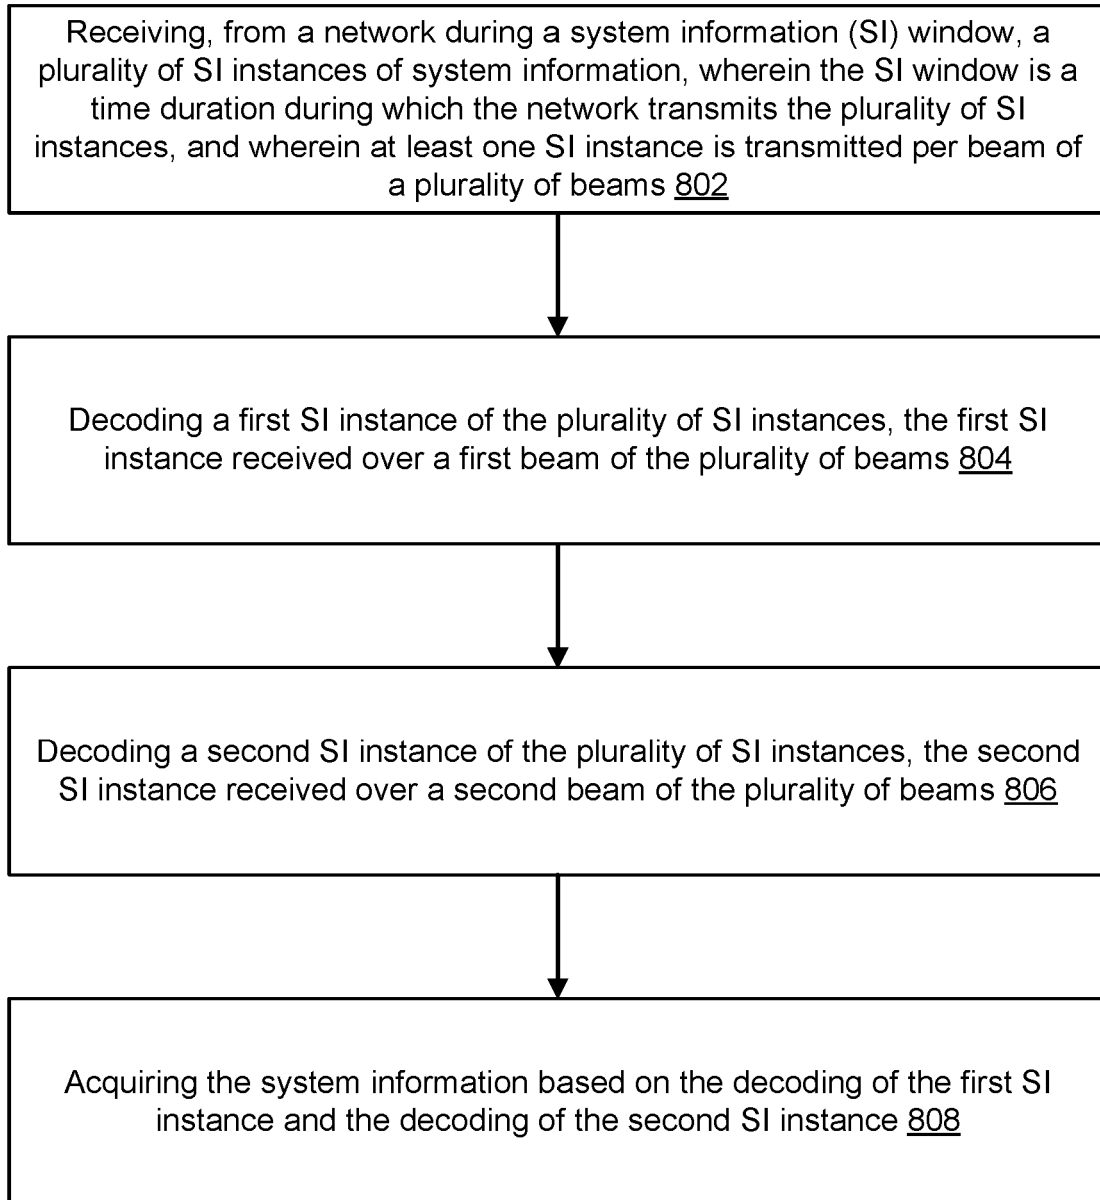 Receiving, from a network during a system information (SI) window, a
plurality of SI instances of system information, wherein the SI window is a
time duration during which the network transmits the plurality of SI
instances, and wherein at least one SI instance is transmitted per beam of
a plurality of beams 802
Decoding a first SI instance of the plurality of SI instances, the first SI
instance received over a first beam of the plurality of beams 804
Decoding a second SI instance of the plurality of SI instances, the second
SI instance received over a second beam of the plurality of beams 806
Acquiring the system information based on the decoding of the first SI
instance and the decoding of the second SI instance 808